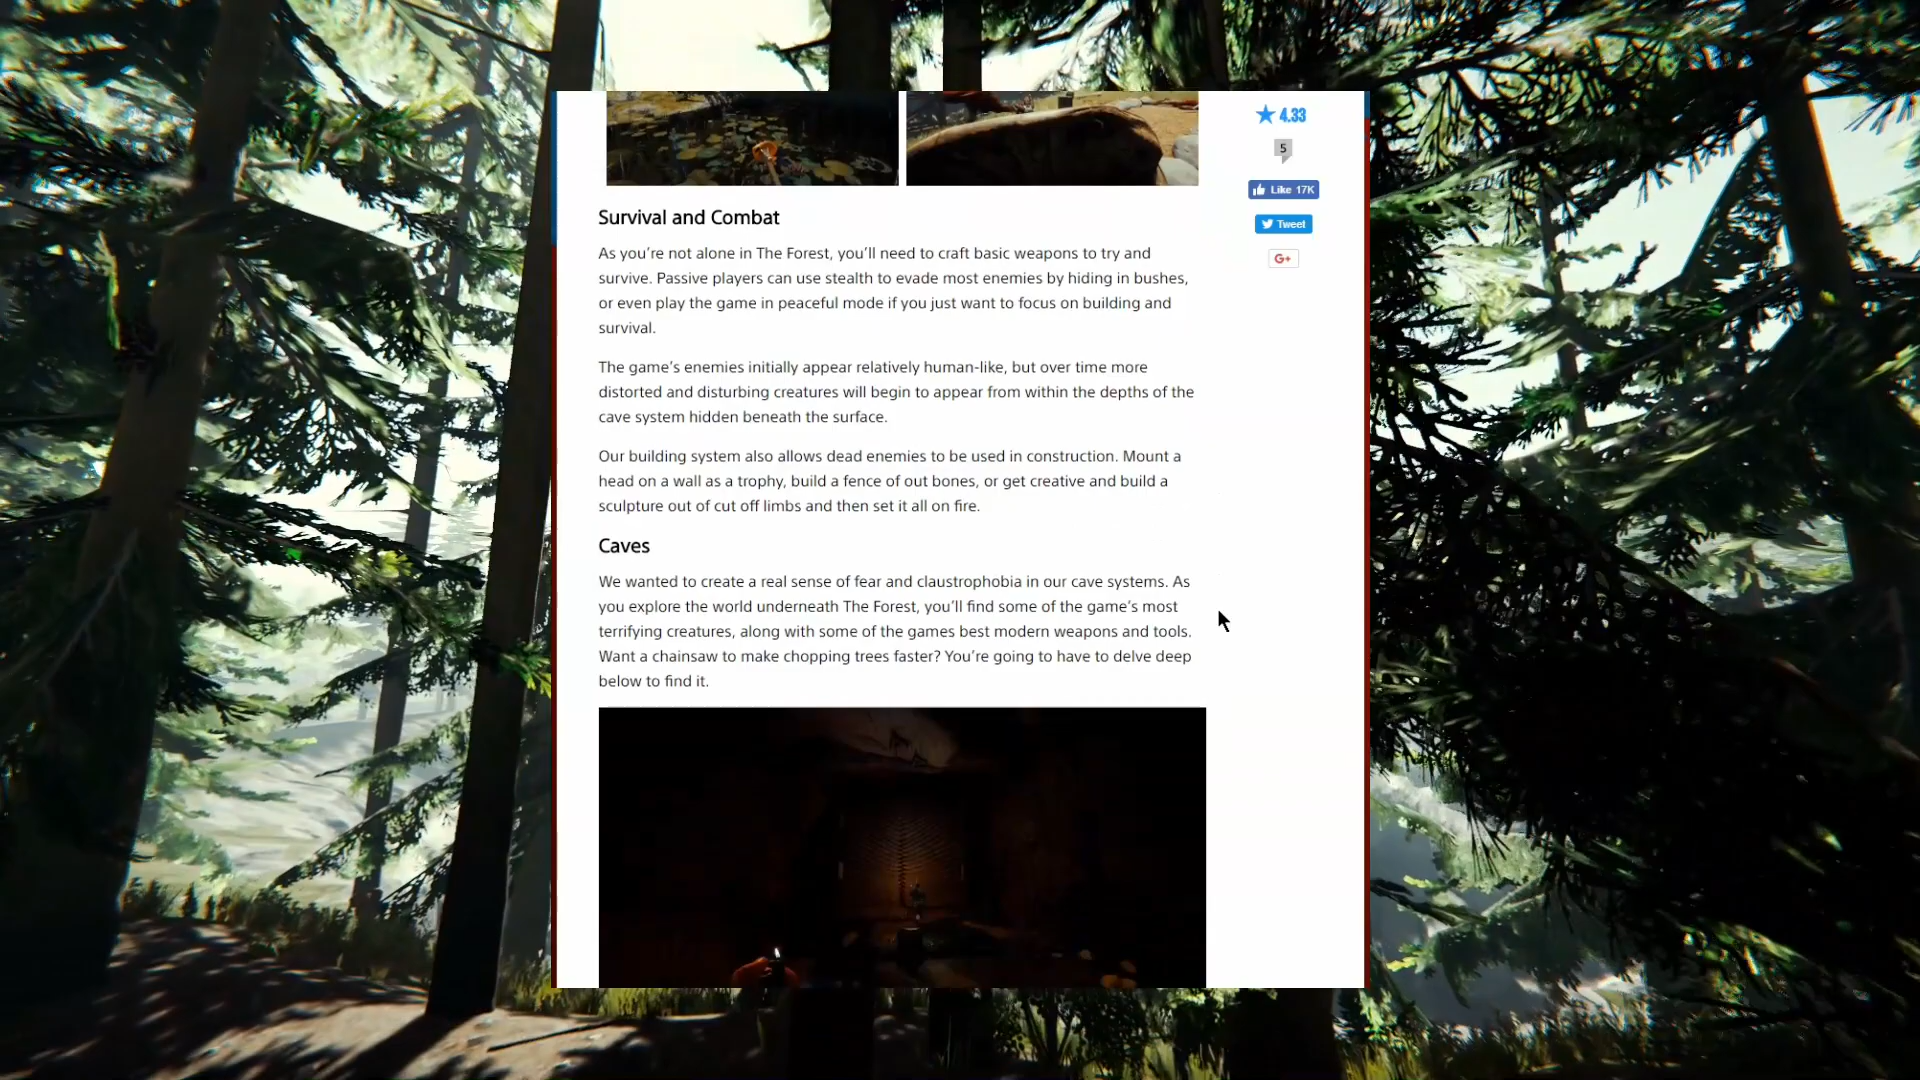 4.33
5
Like 17K
Tweet
G+
Survival and Combat
As you're not alone in The Forest, you'll need to craft basic weapons to try and
survive. Passive players can use stealth to evade most enemies by hiding in bushes,
or even play the game in peaceful mode if you just want to focus on building and
survival.
The game's enemies initially appear relatively human-like, but over time more
distorted and disturbing creatures will begin to appear from within the depths of the
cave system hidden beneath the surface.
Our building system also allows dead enemies to be used in construction. Mount a
head on a wall as a trophy, build a fence of out bones, or get creative and build a
sculpture out of cut off limbs and then set it all on fire.
Caves
We wanted to create a real sense of fear and claustrophobia in our cave systems. As
you explore the world underneath The Forest, you'll find some of the game's most
terrifying creatures, along with some of the games best modern weapons and tools.
Want a chainsaw to make chopping trees faster? You're going to have to delve deep
below to find it.